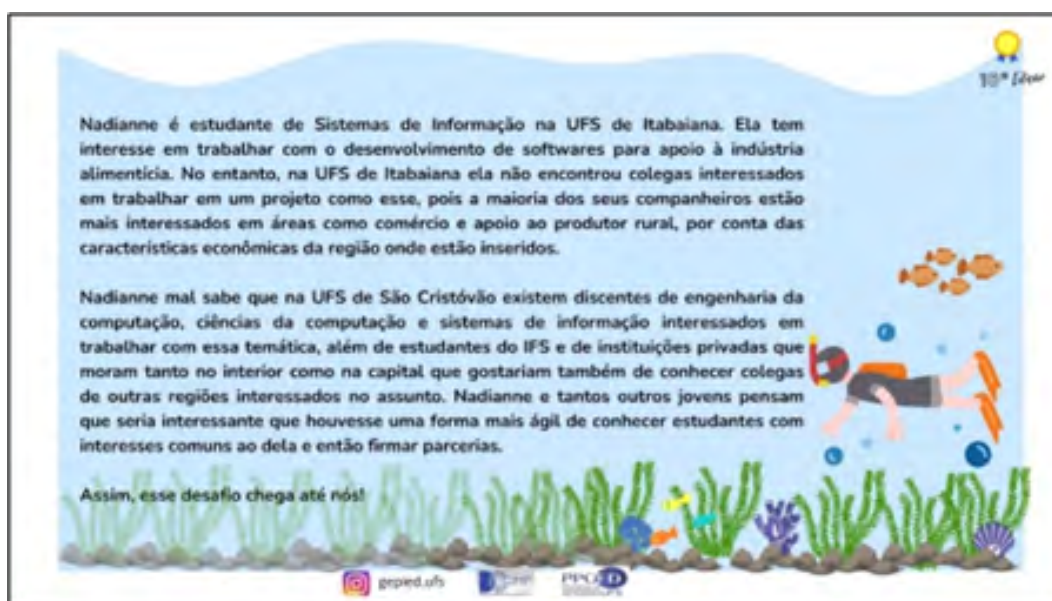 10ª
Nadianne é estudante de Sistemas de Informação na UFS de Itabaiana. Ela tem
interesse em trabalhar com o desenvolvimento de softwares para apoio à indústria
alimentícia. No entanto, na UFS de Itabaiana ela não encontrou colegas interessados
em trabalhar em um projeto como esse, pois a maioria dos seus companheiros estão
mais interessados em áreas como comércio e apoio ao produtor rural, por conta das
características econômicas da região onde estão inseridos.
Nadianne mal sabe que na UFS de São Cristóvão existem discentes de engenharia da
computação, ciências da computação e sistemas de informação interessados em
trabalhar com essa temática, além de estudantes do IFS e de instituições privadas que
moram tanto no interior como na capital que gostariam também de conhecer colegas
de outras regiões interessados no assunto. Nadianne e tantos outros jovens pensam
que seria interessante que houvesse uma forma mais ágil de conhecer estudantes com
interesses comuns ao dela e então firmar parcerias.
Assim, esse desafio chega até nós!
gepied.ufs
PPGED